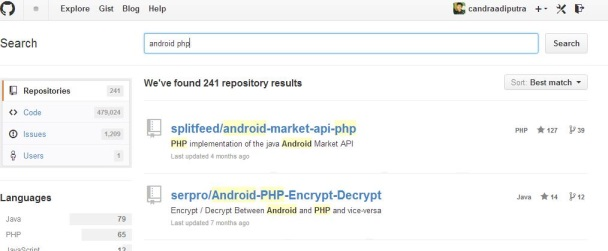 Explore Gist Blog Help
candraadiputra
Search
android php
Search
Repositories 241
Code 479,024
Issues 1,209
Users 1
We've found 241 repository results
Sort: Best match
splitfeed/android-market-api-php
PHP 127 39
PHP implementation of the java Android Market API
Last updated 4 months ago
serpro/Android-PHP-Encrypt-Decrypt
Java 14 12
Encrypt / Decrypt Between Android and PHP and vice-versa
Last updated 7 months ago
Languages
Java 79
PHP 65
JavaScript 13